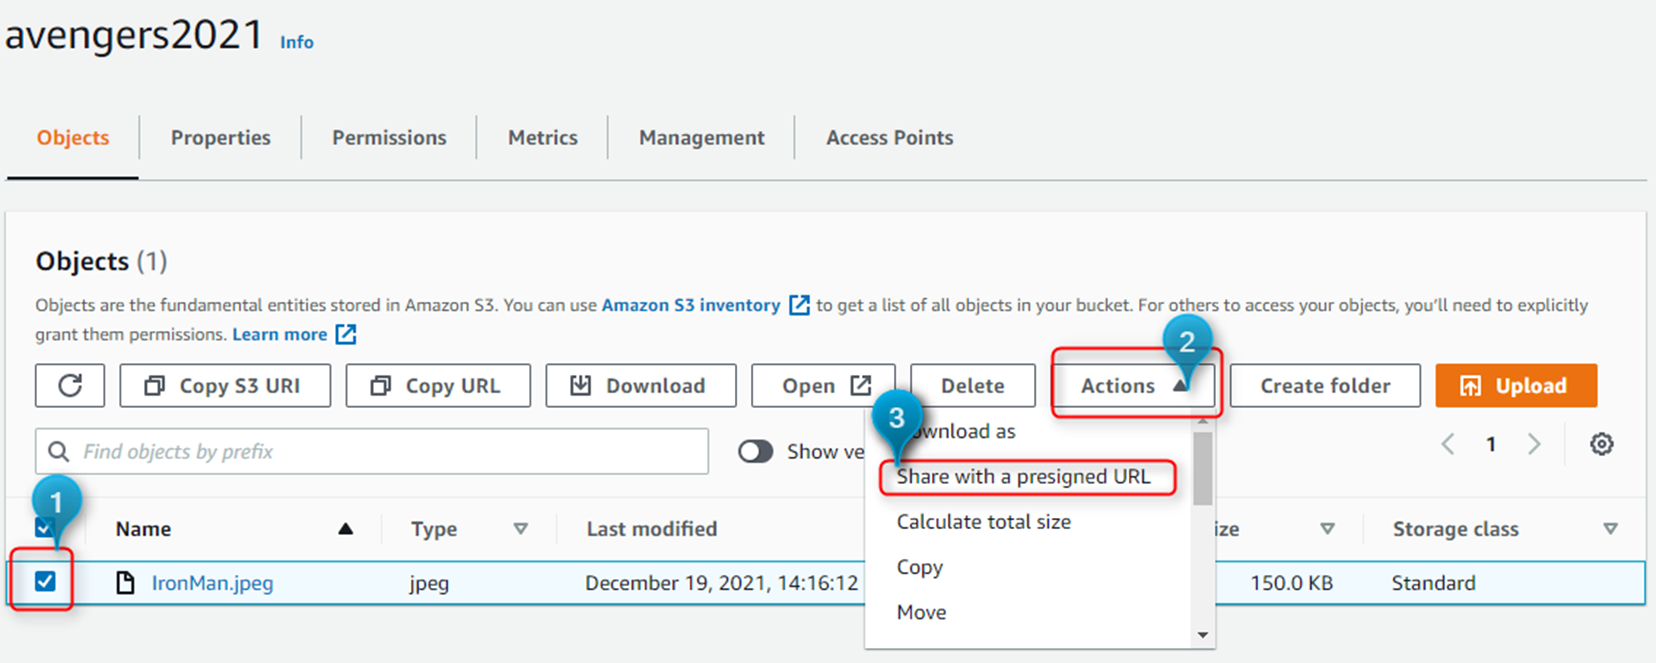 avengers2021 Info
Objects Properties Permissions Metrics Management Access Points
Objects (1)
Objects are the fundamental entities stored in Amazon S3. You can use Amazon S3 inventory to get a list of all objects in your bucket. For others to access your objects, you'll need to explicitly
grant them permissions. Learn more
2
Copy S3 URI Copy URL Download Open Delete Actions Create folder Upload
3
ownload as
Find objects by prefix Show ve 1
Share with a presigned URL
1
Calculate total size
Name Type Last modified ize Storage class
Copy
IronMan.jpeg jpeg December 19, 2021, 14:16:12 150.0 KB Standard
Move